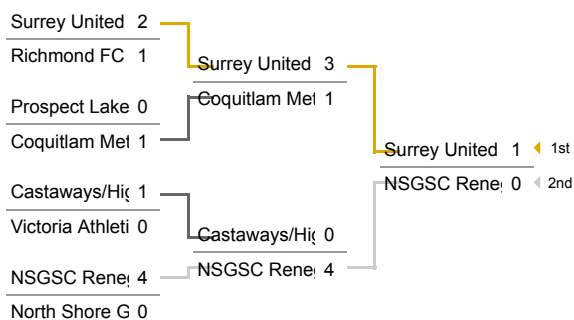 Surrey United 2
Richmond FC 1
Prospect Lake 0
Coquitlam Met 1
Castaways/Hig 1
Victoria Athleti 0
NSGSC Rene 4
North Shore G 0
Surrey United 3
Coquitlam Met 1
Castaways/Hig 0
NSGSC Rene 4
Surrey United 1 1st
NSGSC Rene 0 2nd